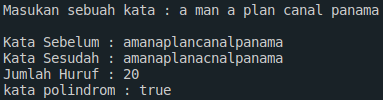 Masukan sebuah kata : a man a plan canal panama
Kata Sebelum : amanaplancanalpanama
Kata Sesudah : amanaplanacnalpanama
Jumlah Huruf : 20
kata polindrom : true